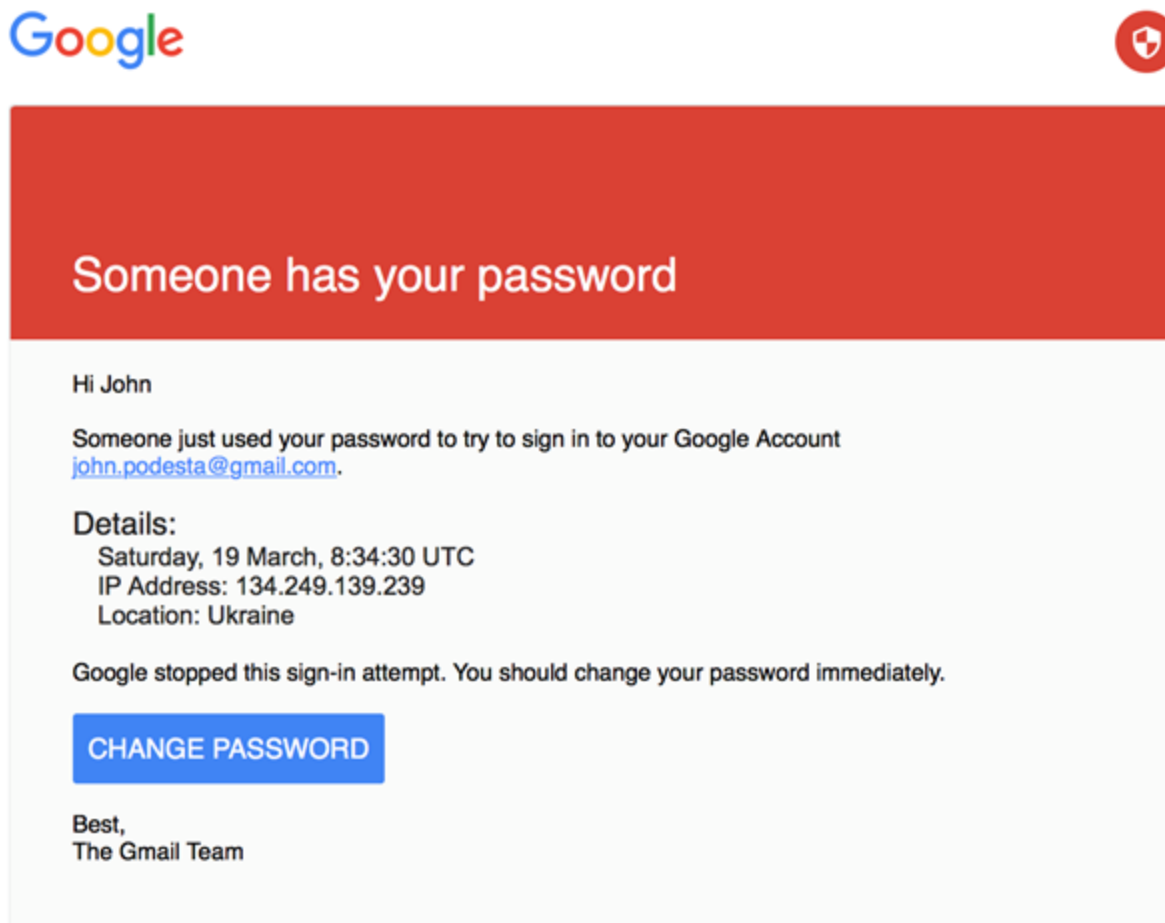 Google
Someone has your password
Hi John
Someone just used your password to try to sign in to your Google Account
john.podesta@gmail.com.
Details:
Saturday, 19 March, 8:34:30 UTC
IP Address: 134.249.139.239
Location: Ukraine
Google stopped this sign-in attempt. You should change your password immediately.
CHANGE PASSWORD
Best,
The Gmail Team